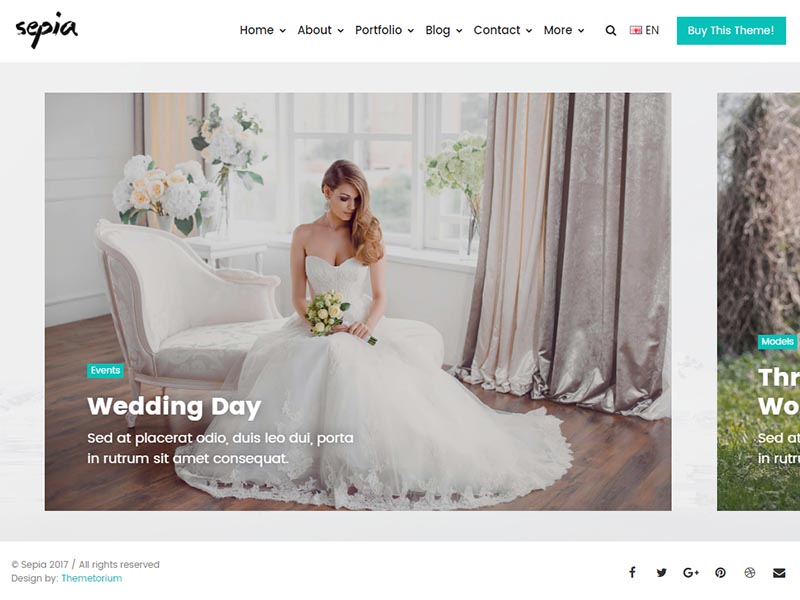 sepia
Home About Portfolio Blog Contact More EN Buy This Theme!
Events
Wedding Day
Sed at placerat odio, duis leo dui, porta
in rutrum sit amet consequat.
Models
Thr
Wo
Sed at
in rutr
© Sepia 2017 / All rights reserved
Design by: Themetorium